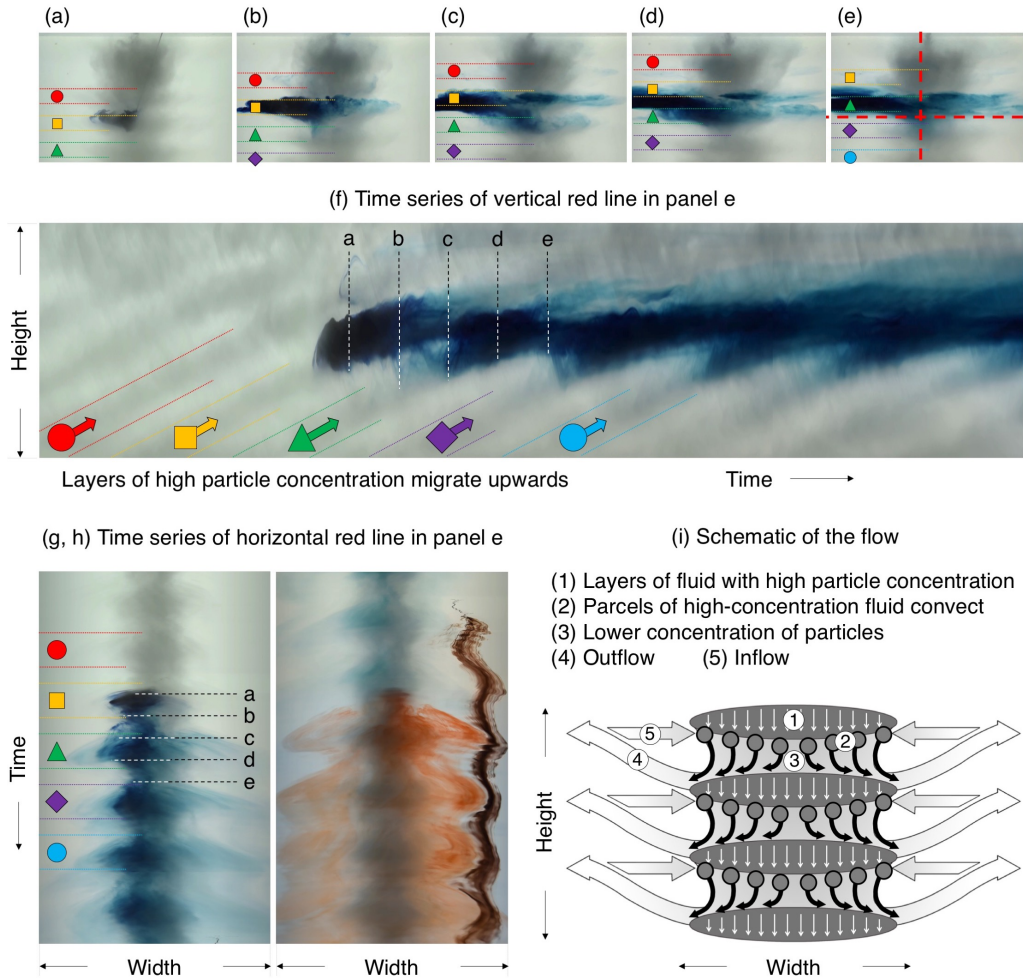 (a)
(b)
(c)
(d)
(e)
(f) Time series of vertical red line in panel e
a
b
c
d
e
Height
Layers of high particle concentration migrate upwards
Time
(g, h) Time series of horizontal red line in panel e
a
b
c
d
e
Time
Width
Width
(i) Schematic of the flow
(1) Layers of fluid with high particle concentration
(2) Parcels of high-concentration fluid convect
(3) Lower concentration of particles
(4) Outflow (5) Inflow
1
5
2
4
3
Height
Width